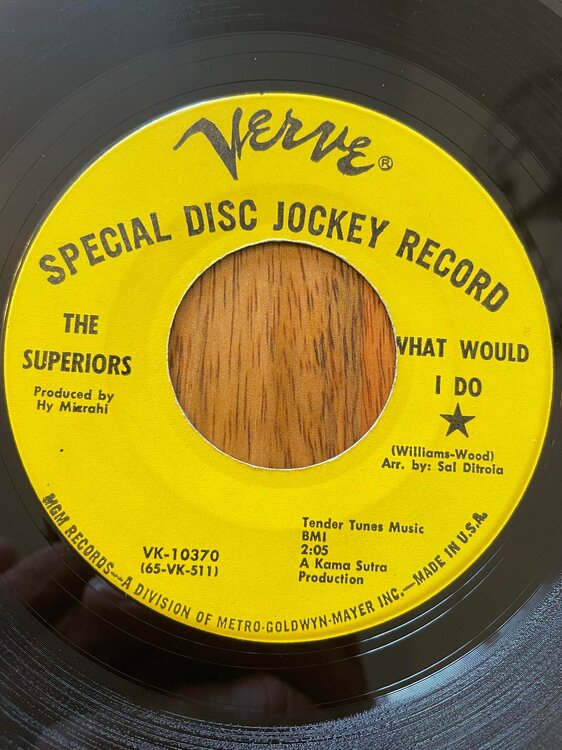 VERVE®
SPECIAL DISC JOCKEY RECORD
THE
SUPERIORS
Produced by
Hy Mizrahi
WHAT WOULD
I DO
★
(Williams-Wood)
Arr. by: Sal Ditroia
VK-10370
(65-VK-511)
Tender Tunes Music
BMI
2:05
A Kama Sutra
Production
MGM RECORDS—A DIVISION OF METRO-GOLDWYN-MAYER INC.—MADE IN U.S.A.